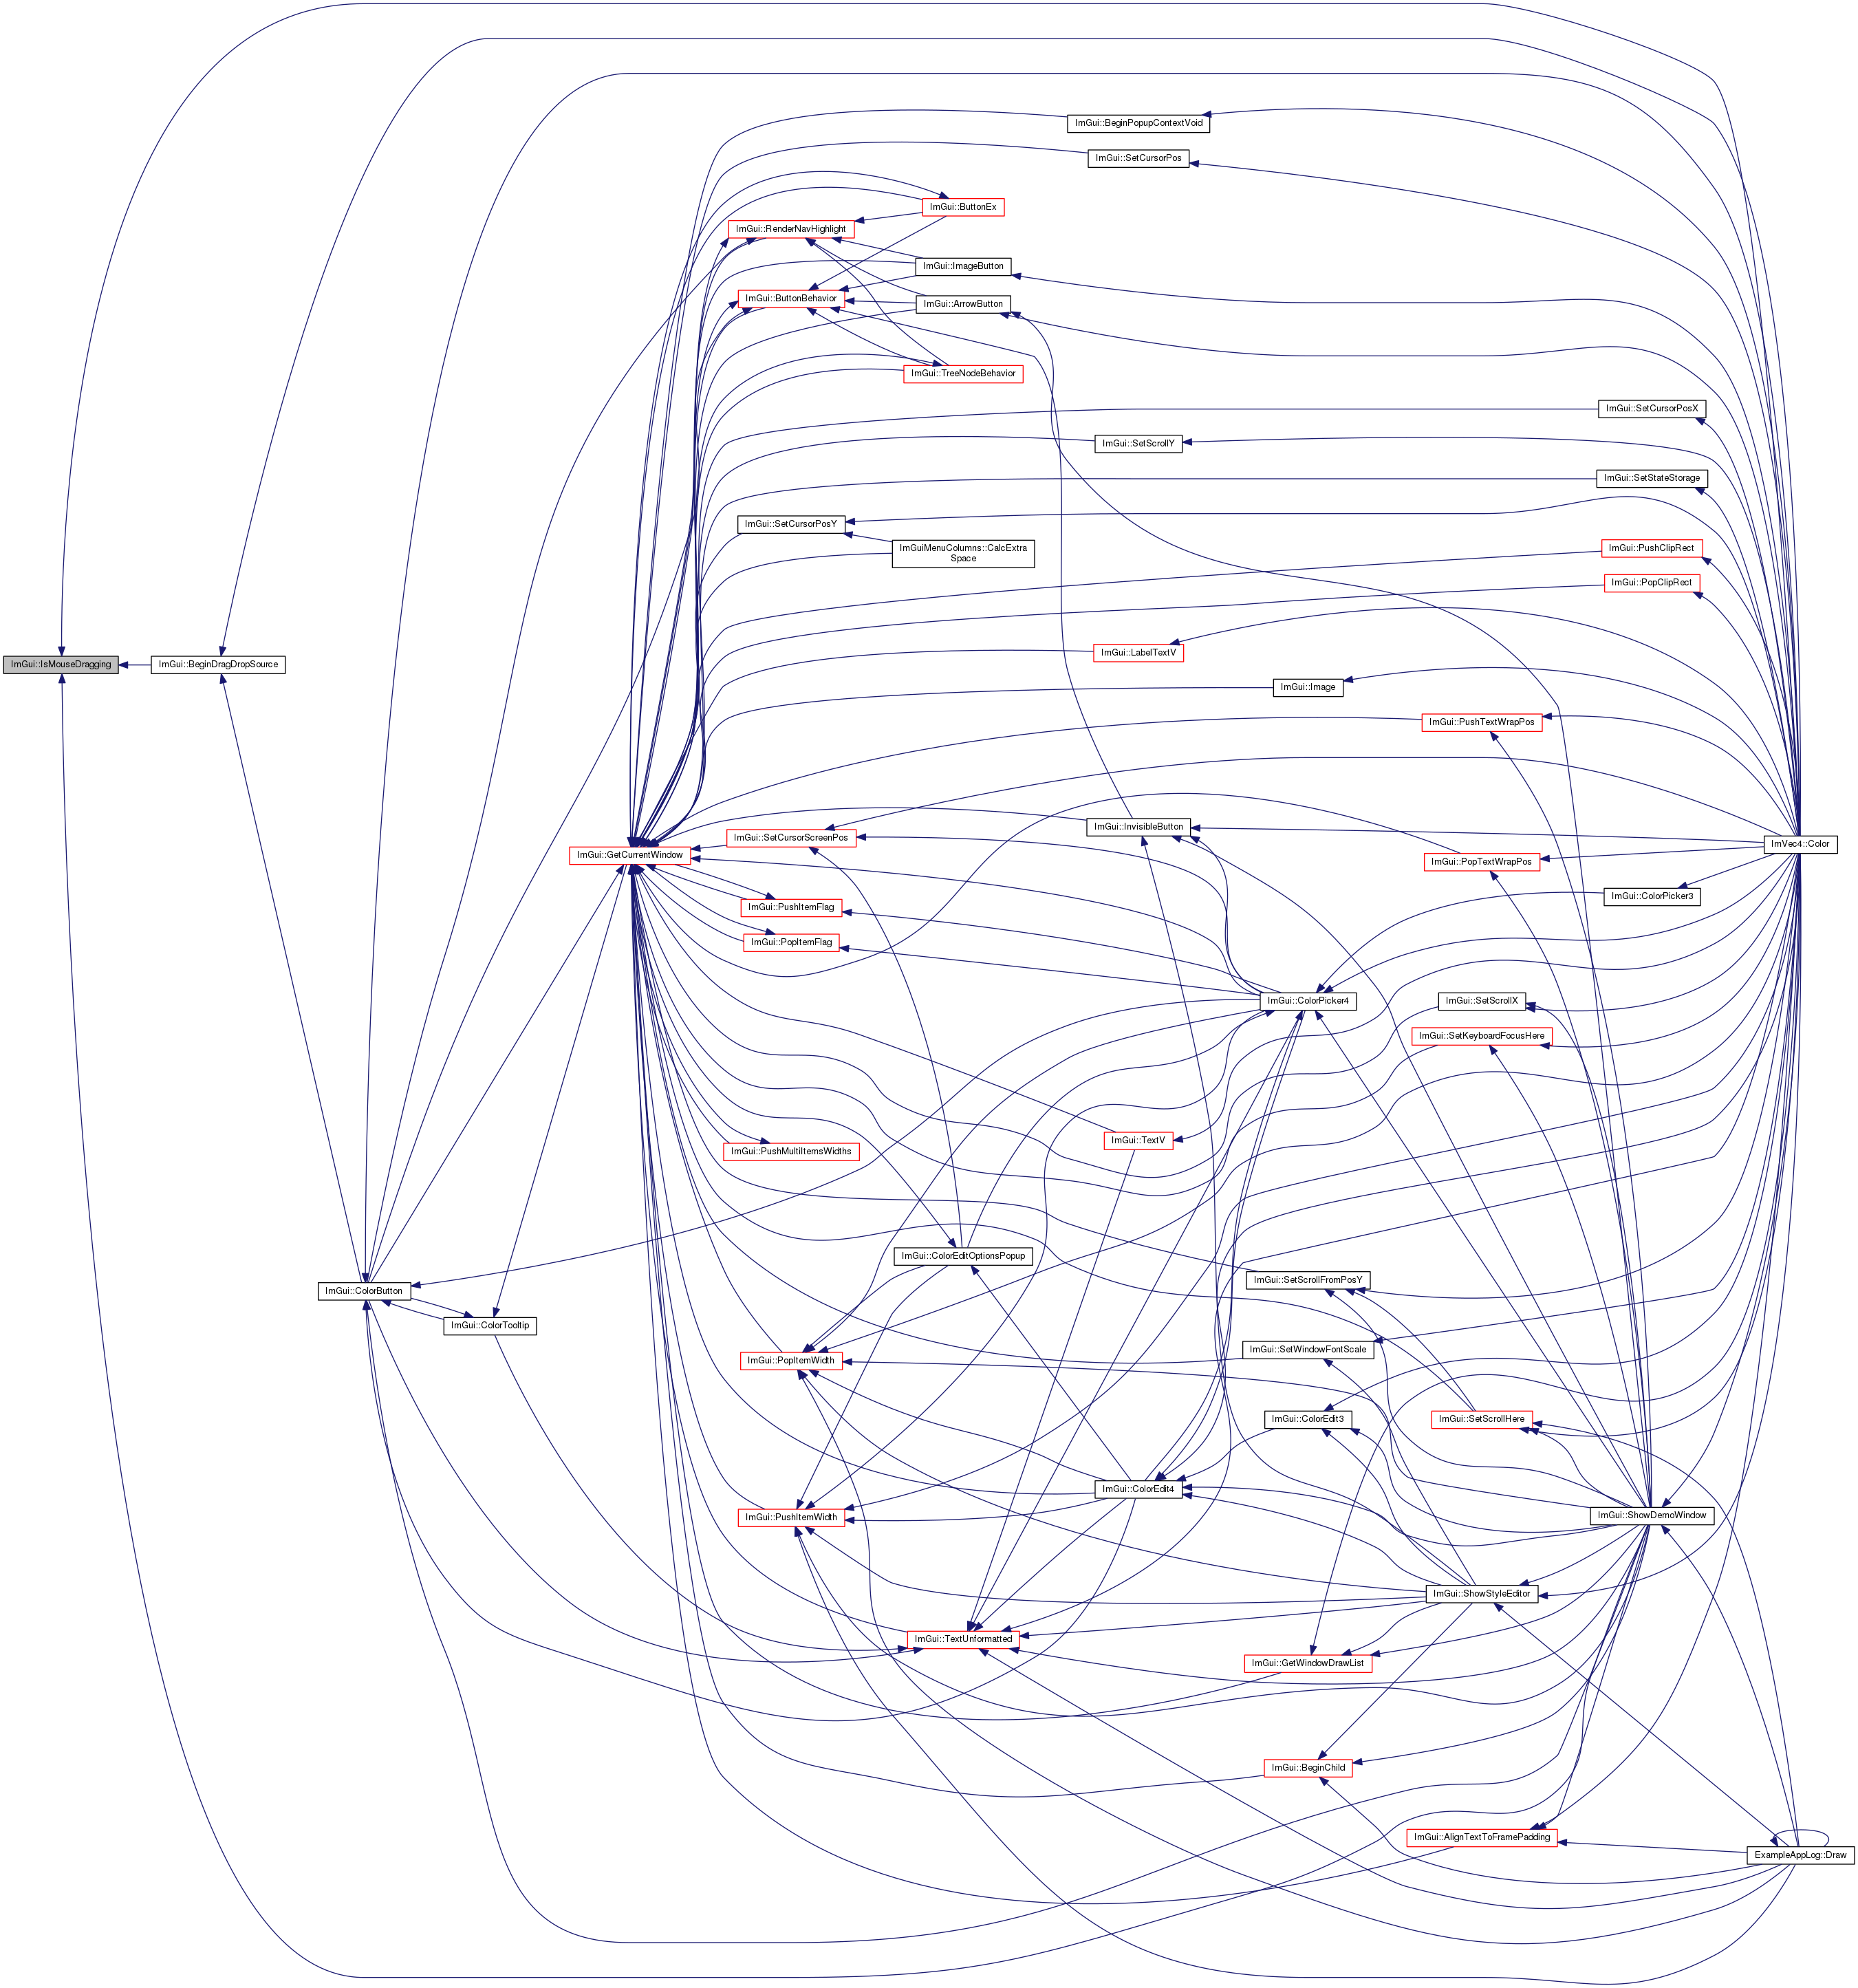 ImGui::BeginPopupContextVoid
ImGui::SetCursorPos
ImGui::ButtonEx
ImGui::RenderNavHighlight
ImGui::ImageButton
ImGui::ButtonBehavior
ImGui::ArrowButton
ImGui::TreeNodeBehavior
ImGui::SetCursorPosX
ImGui::SetScrollY
ImGui::SetStateStorage
ImGui::SetCursorPosY
ImGuiMenuColumns::CalcExtra
Space
ImGui::PushClipRect
ImGui::PopClipRect
ImGui::LabelTextV
ImGui::IsMouseDragging
ImGui::BeginDragDropSource
ImGui::Image
ImGui::PushTextWrapPos
ImGui::InvisibleButton
ImGui::SetCursorScreenPos
ImVec4::Color
ImGui::GetCurrentWindow
ImGui::PopTextWrapPos
ImGui::ColorPicker3
ImGui::PushItemFlag
ImGui::PopItemFlag
ImGui::ColorPicker4
ImGui::SetScrollX
ImGui::SetKeyboardFocusHere
ImGui::TextV
ImGui::PushMultiItemsWidths
ImGui::ColorEditOptionsPopup
ImGui::SetScrollFromPosY
ImGui::ColorButton
ImGui::ColorTooltip
ImGui::SetWindowFontScale
ImGui::PopItemWidth
ImGui::ColorEdit3
ImGui::SetScrollHere
ImGui::ColorEdit4
ImGui::PushItemWidth
ImGui::ShowDemoWindow
ImGui::ShowStyleEditor
ImGui::TextUnformatted
ImGui::GetWindowDrawList
ImGui::BeginChild
ImGui::AlignTextToFramePadding
ExampleAppLog::Draw